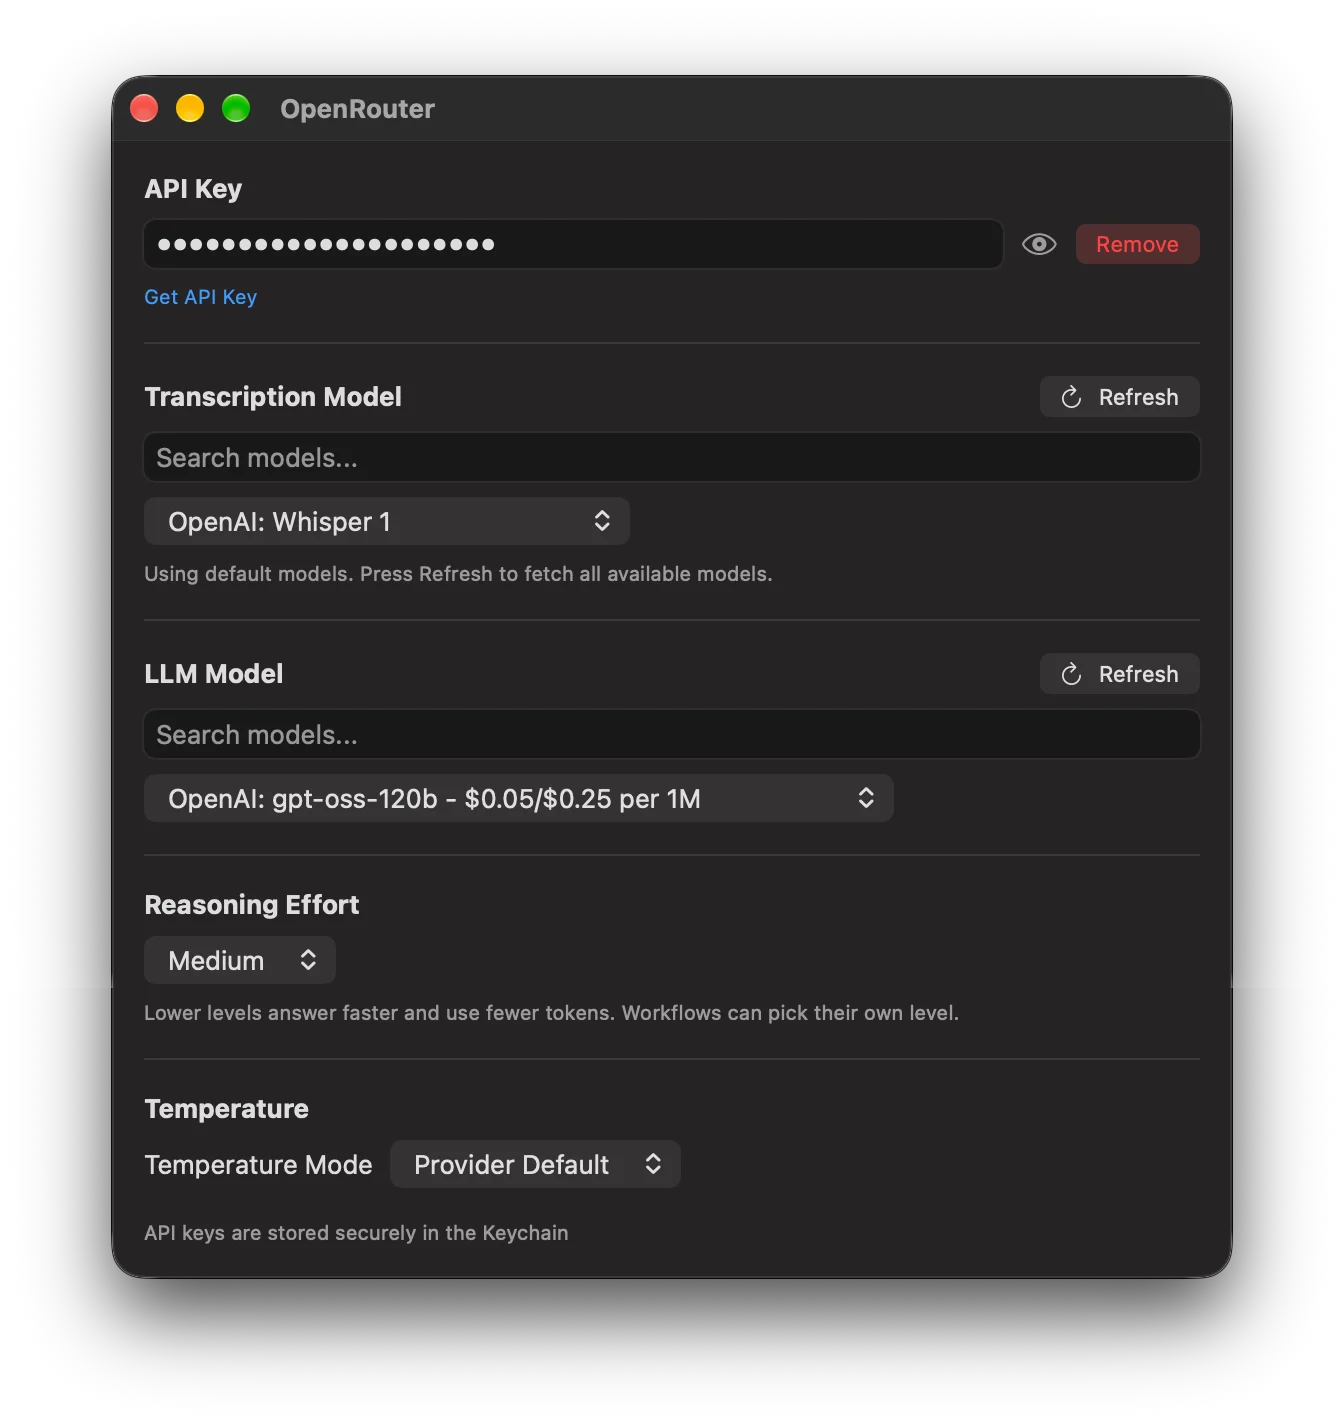 OpenRouter
API Key
●●●●●●●●●●●●●●●●●●●●●
Remove
Get API Key
Transcription Model
Refresh
Search models...
OpenAI: Whisper 1
Using default models. Press Refresh to fetch all available models.
LLM Model
Refresh
Search models...
OpenAI: gpt-oss-120b - $0.05/$0.25 per 1M
Reasoning Effort
Medium
Lower levels answer faster and use fewer tokens. Workflows can pick their own level.
Temperature
Temperature Mode
Provider Default
API keys are stored securely in the Keychain